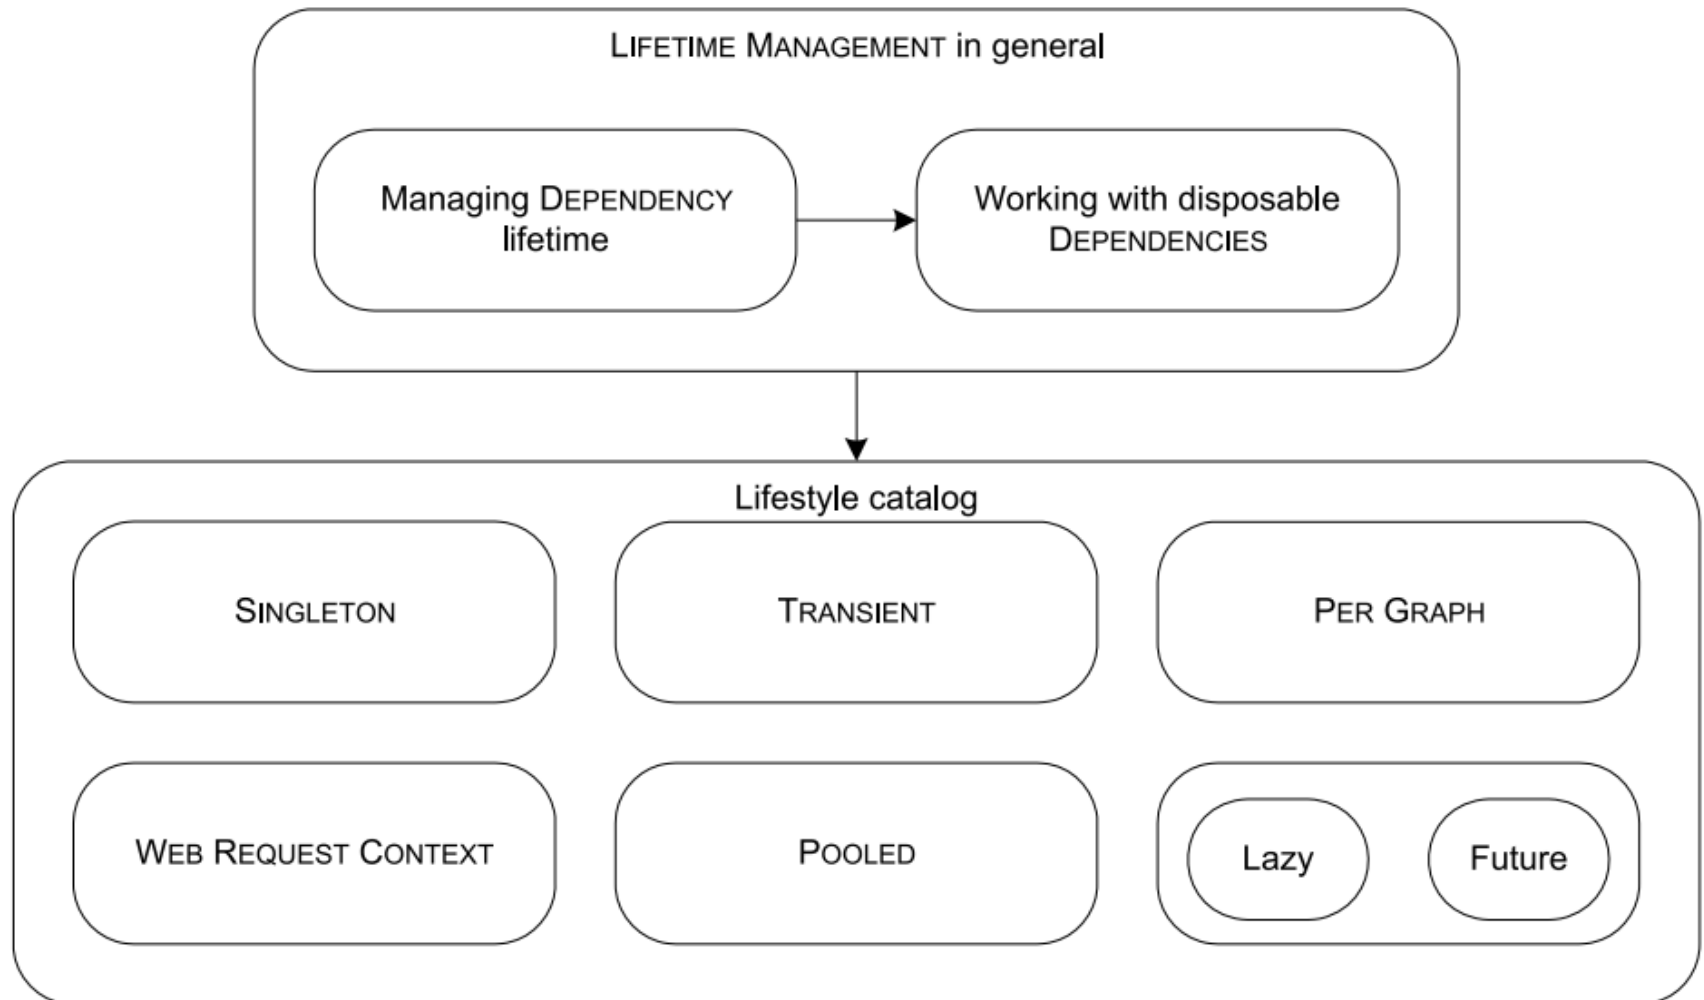 LIFETIME MANAGEMENT in general
Managing DEPENDENCY
lifetime
Working with disposable
DEPENDENCIES
Lifestyle catalog
SINGLETON
TRANSIENT
PER GRAPH
WEB REQUEST CONTEXT
POOLED
Lazy
Future